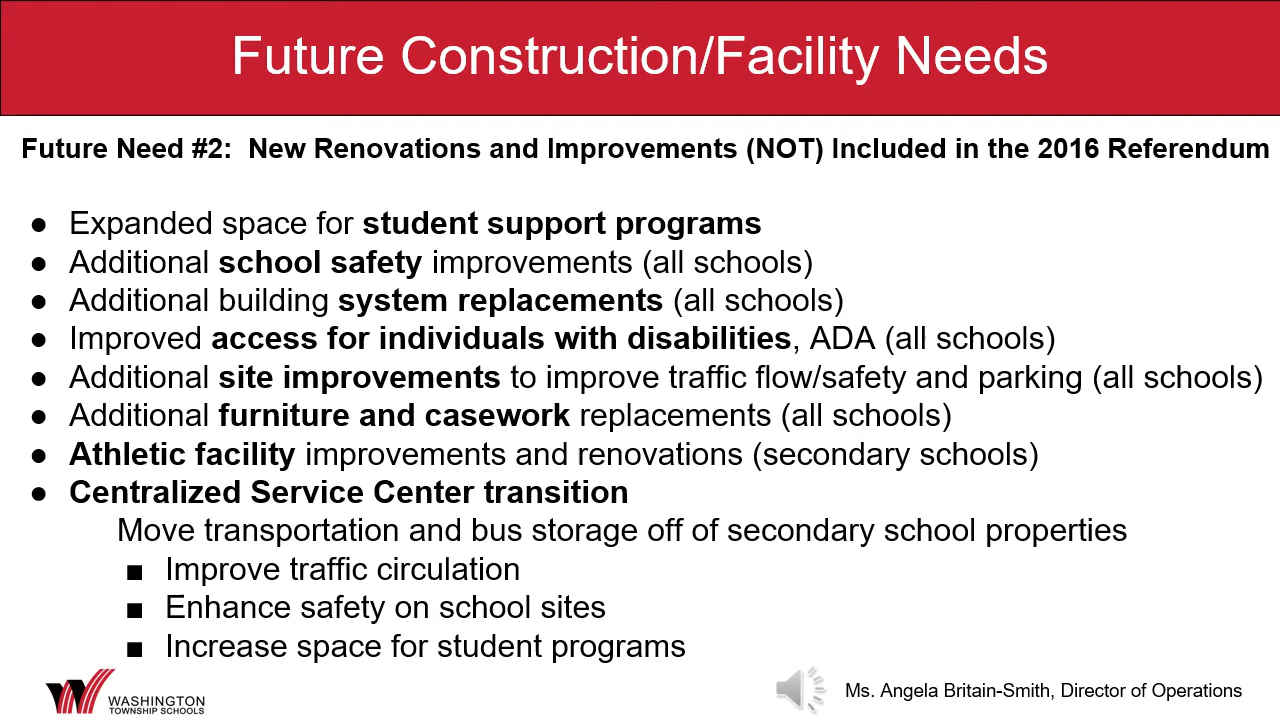 Future Construction/Facility Needs
Future Need #2:  New Renovations and Improvements (NOT) Included in the 2016 Referendum
● Expanded space for student support programs
● Additional school safety improvements (all schools)
● Additional building system replacements (all schools)
● Improved access for individuals with disabilities, ADA (all schools)
● Additional site improvements to improve traffic flow/safety and parking (all schools)
● Additional furniture and casework replacements (all schools)
● Athletic facility improvements and renovations (secondary schools)
● Centralized Service Center transition
Move transportation and bus storage off of secondary school properties
■ Improve traffic circulation
■ Enhance safety on school sites
■ Increase space for student programs
WASHINGTON
TOWNSHIP SCHOOLS
Ms. Angela Britain-Smith, Director of Operations